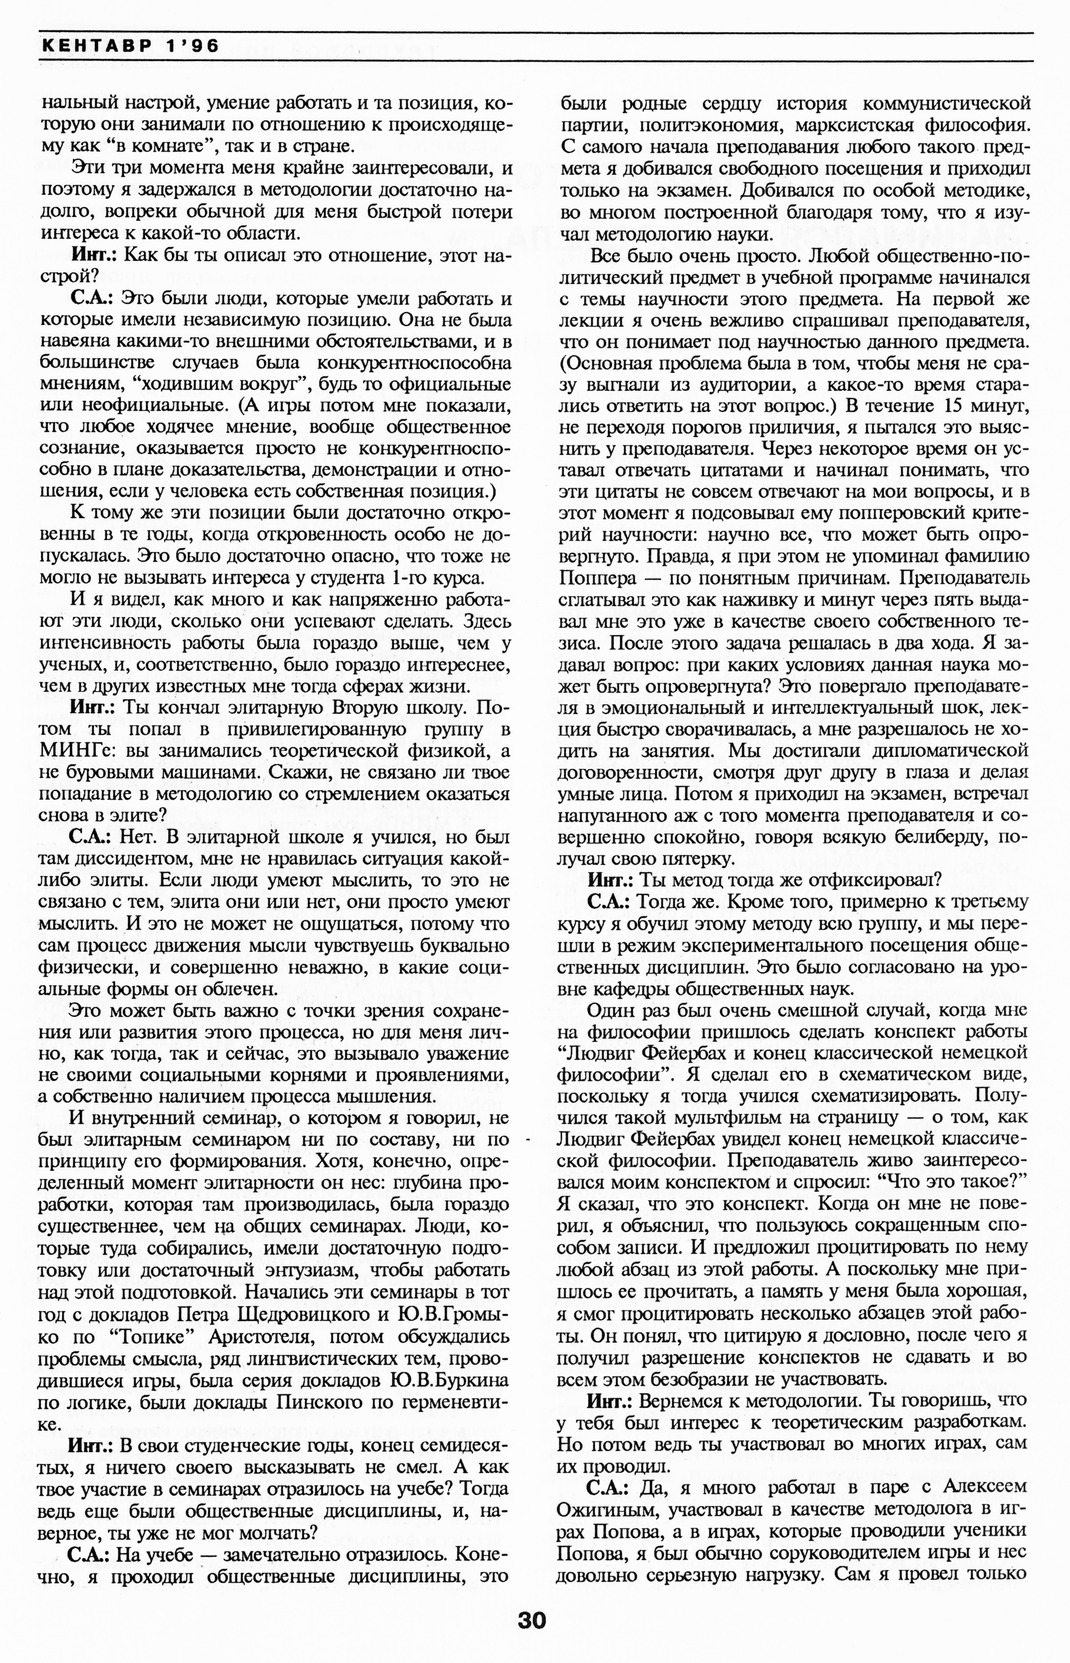 КЕНТАВР 1’96
нальный настрой, умение работать и та позиция, ко-
торую они занимали по отношению к происходяще-
му как “в комнате”, так и в стране.
Эти три момента меня крайне заинтересовали, и
поэтому я задержался в методологии достаточно на-
долго, вопреки обычной для меня быстрой потери
интереса к какой-то области.
Инт.: Как бы ты описал это отношение, этот на-
строй?
С.А.: Это были люди, которые умели работать и
которые имели независимую позицию. Она не была
навеяна какими-то внешними обстоятельствами, и в
большинстве случаев была конкурентноспособна
мнениям, “ходившим вокруг”, будь то официальные
или неофициальные. (А игры потом мне показали,
что любое ходячее мнение, вообще общественное
сознание, оказывается просто не конкурентноспо-
собно в плане доказательства, демонстрации и отно-
шения, если у человека есть собственная позиция.)
К тому же эти позиции были достаточно откро-
венны в те годы, когда откровенность особо не до-
пускалась. Это было достаточно опасно, что тоже не
могло не вызывать интереса у студента 1-го курса.
И я видел, как много и как напряженно работа-
ют эти люди, сколько они успевают сделать. Здесь
интенсивность работы была гораздо выше, чем у
ученых, и, соответственно, было гораздо интереснее,
чем в других известных мне тогда сферах жизни.
Инт.: Ты кончал элитарную Вторую школу. По-
том ты попал в привилегированную группу в
МИНГе: вы занимались теоретической физикой, а
не буровыми машинами. Скажи, не связано ли твое
попадание в методологию со стремлением оказаться
снова в элите?
С.А.: Нет. В элитарной школе я учился, но был
там диссидентом, мне не нравилась ситуация какой-
либо элиты. Если люди умеют мыслить, то это не
связано с тем, элита они или нет, они просто умеют
мыслить. И это не может не ощущаться, потому что
сам процесс движения мысли чувствуешь буквально
физически, и совершенно неважно, в какие соци-
альные формы он облечен.
Это может быть важно с точки зрения сохране-
ния или развития этого процесса, но для меня лич-
но, как тогда, так и сейчас, это вызывало уважение
не своими социальными корнями и проявлениями,
а собственно наличием процесса мышления.
И внутренний семинар, о котором я говорил, не
был элитарным семинаром ни по составу, ни по
принципу его формирования. Хотя, конечно, опре-
деленный момент элитарности он нес: глубина про-
работки, которая там производилась, была гораздо
существеннее, чем на общих семинарах. Люди, ко-
торые туда собирались, имели достаточную подго-
товку или достаточный энтузиазм, чтобы работать
над этой подготовкой. Начались эти семинары в тот
год с докладов Петра Щедровицкого и Ю.В.Громы-
ко по “Топике” Аристотеля, потом обсуждались
проблемы смысла, ряд лингвистических тем, прово-
дившиеся игры, была серия докладов Ю.В.Буркина
по логике, были доклады Пинского по герменевти-
ке.
Инт.: В свои студенческие годы, конец семидеся-
тых, я ничего своего высказывать не смел. А как
твое участие в семинарах отразилось на учебе? Тогда
ведь еще были общественные дисциплины, и, на-
верное, ты уже не мог молчать?
С.А.: На учебе — замечательно отразилось. Коне-
чно, я проходил общественные дисциплины, это
были родные сердцу история коммунистической
партии, политэкономия, марксистская философия.
С самого начала преподавания любого такого пред-
мета я добивался свободного посещения и приходил
только на экзамен. Добивался по особой методике,
во многом построенной благодаря тому, что я изу-
чал методологию науки.
Все было очень просто. Любой общественно-по-
литический предмет в учебной программе начинался
с темы научности этого предмета. На первой же
лекции я очень вежливо спрашивал преподавателя,
что он понимает под научностью данного предмета.
(Основная проблема была в том, чтобы меня не сра-
зу выгнали из аудитории, а какое-то время стара-
лись ответить на этот вопрос.) В течение 15 минут,
не переходя порогов приличия, я пытался это выяс-
нить у преподавателя. Через некоторое время он ус-
тавал отвечать цитатами и начинал понимать, что
эти цитаты не совсем отвечают на мои вопросы, и в
этот момент я подсовывал ему попперовский крите-
рий научности: научно все, что может быть опро-
вергнуто. Правда, я при этом не упоминал фамилию
Поппера — по понятным причинам. Преподаватель
сглатывал это как наживку и минут через пять выда-
вал мне это уже в качестве своего собственного те-
зиса. После этого задача решалась в два хода. Я за-
давал вопрос: при каких условиях данная наука мо-
жет быть опровергнута? Это повергало преподавате-
ля в эмоциональный и интеллектуальный шок, лек-
ция быстро сворачивалась, а мне разрешалось не хо-
дить на занятия. Мы достигали дипломатической
договоренности, смотря друг другу в глаза и делая
умные лица. Потом я приходил на экзамен, встречал
напуганного аж с того момента преподавателя и со-
вершенно спокойно, говоря всякую белиберду, по-
лучал свою пятерку.
Инт.: Ты метод тогда же отфиксировал?
С.А.: Тогда же. Кроме того, примерно к третьему
курсу я обучил этому методу всю группу, и мы пере-
шли в режим экспериментального посещения обще-
ственных дисциплин. Это было согласовано на уро-
вне кафедры общественных наук.
Один раз был очень смешной случай, когда мне
на философии пришлось сделать конспект работы
“Людвиг Фейербах и конец классической немецкой
философии”. Я сделал его в схематическом виде,
поскольку я тогда учился схематизировать. Полу-
чился такой мультфильм на страницу — о том, как
Людвиг Фейербах увидел конец немецкой классиче-
ской философии. Преподаватель живо заинтересо-
вался моим конспектом и спросил: “Что это такое?”
Я сказал, что это конспект. Когда он мне не пове-
рил, я объяснил, что пользуюсь сокращенным спо-
собом записи. И предложил процитировать по нему
любой абзац из этой работы. А поскольку мне при-
шлось ее прочитать, а память у меня была хорошая,
я смог процитировать несколько абзацев этой рабо-
ты. Он понял, что цитирую я дословно, после чего я
получил разрешение конспектов не сдавать и во
всем этом безобразии не участвовать.
Инт.: Вернемся к методологии. Ты говоришь, что
у тебя был интерес к теоретическим разработкам.
Но потом ведь ты участвовал во многих играх, сам
их проводил.
С.А.: Да, я много работал в паре с Алексеем
Ожигиным, участвовал в качестве методолога в иг-
рах Попова, а в играх, которые проводили ученики
Попова, я был обычно соруководителем игры и нес
довольно серьезную нагрузку. Сам я провел только
30